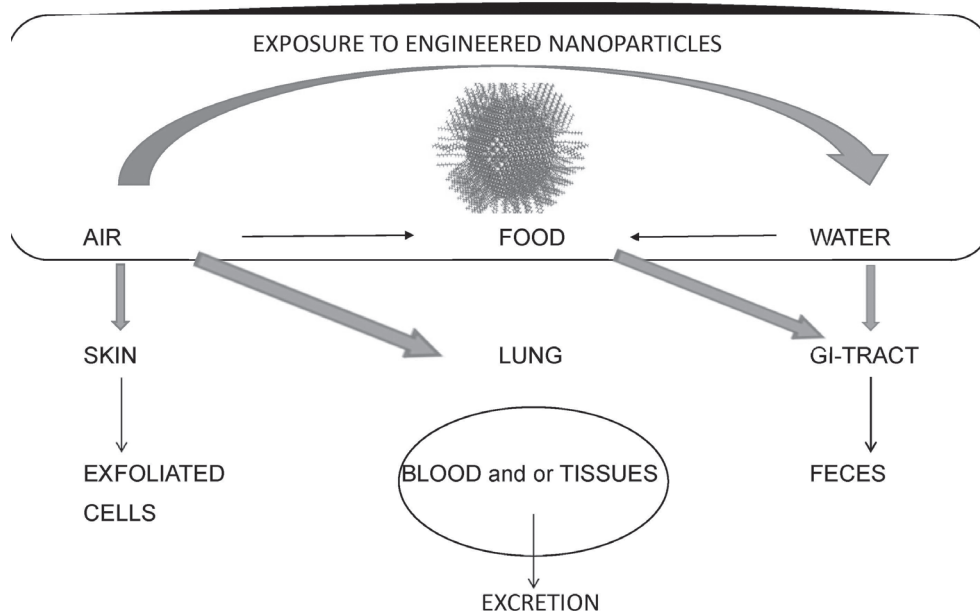 EXPOSURE TO ENGINEERED NANOPARTICLES
AIR FOOD WATER
SKIN LUNG GI-TRACT
EXFOLIATED BLOOD and or TISSUES FECES
CELLS
EXCRETION